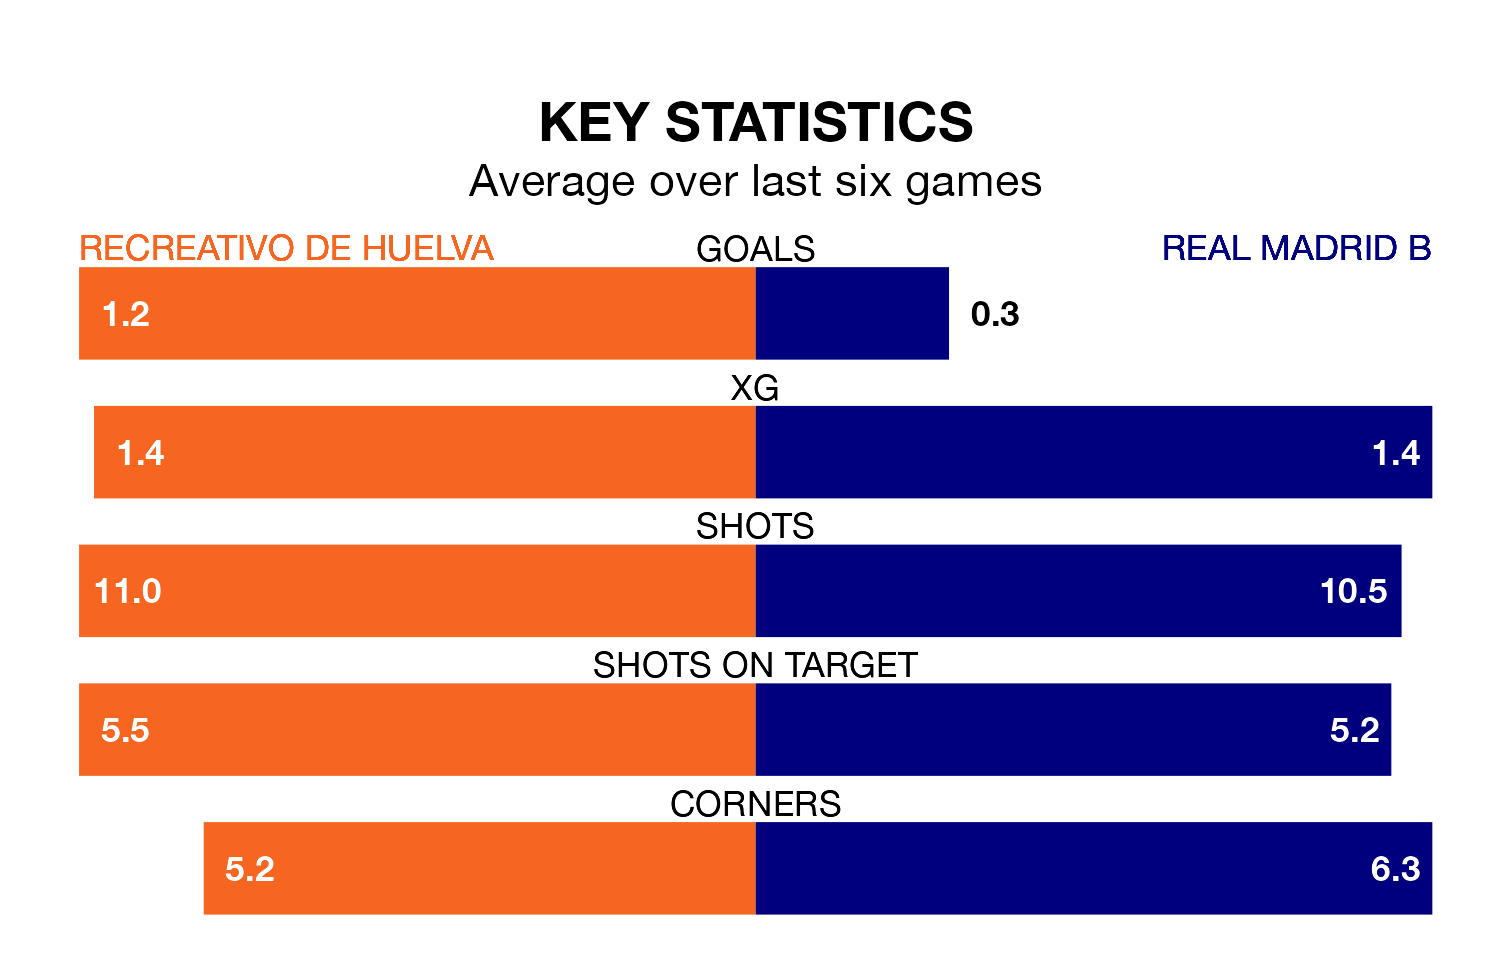 KEY STATISTICS
Average over last six games
RECREATIVO DE HUELVA GOALS REAL MADRID B
1.2 0.3
XG
1.4 1.4
SHOTS
11.0 10.5
SHOTS ON TARGET
5.5 5.2
CORNERS
5.2 6.3